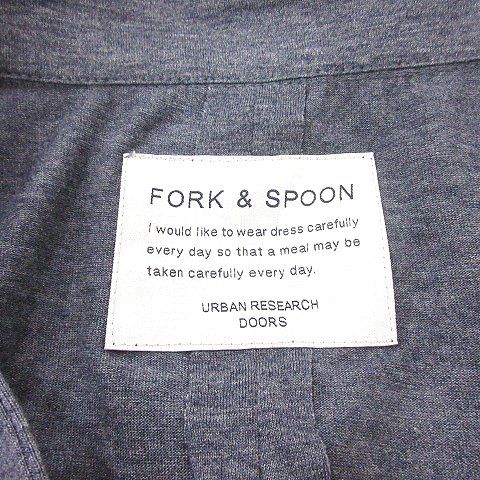 FORK & SPOON
I would like to wear dress carefully
every day so that a meal may be
taken carefully every day.
URBAN RESEARCH
DOORS